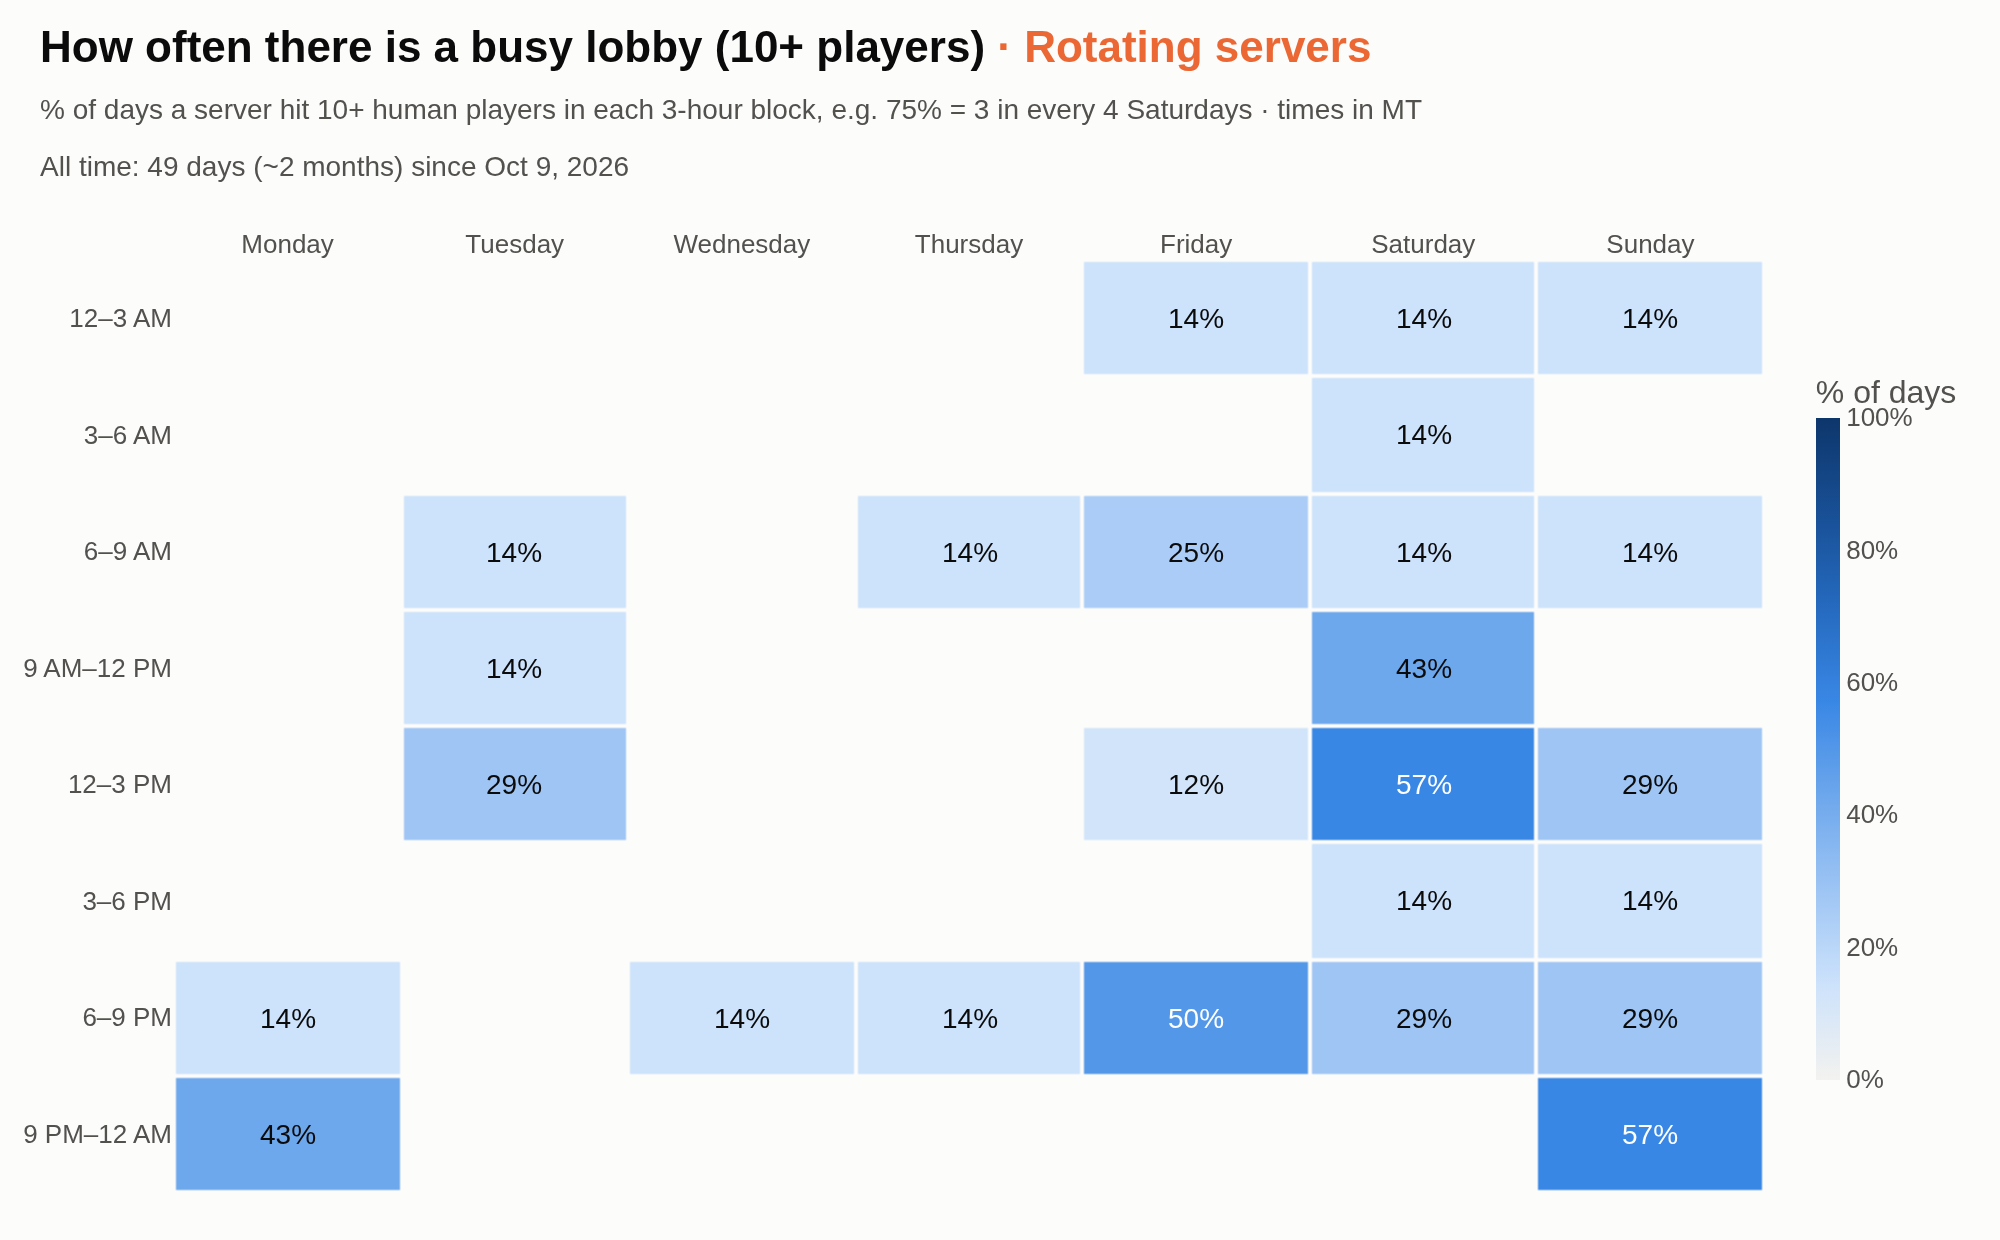 How often there is a busy lobby (10+ players) · Rotating servers
% of days a server hit 10+ human players in each 3-hour block, e.g. 75% = 3 in every 4 Saturdays · times in MT
All time: 49 days (~2 months) since Oct 9, 2026
Monday Tuesday Wednesday Thursday Friday Saturday Sunday
12–3 AM 14% 14% 14%
3–6 AM 14%
6–9 AM 14% 14% 25% 14% 14%
9 AM–12 PM 14% 43%
12–3 PM 29% 12% 57% 29%
3–6 PM 14% 14%
6–9 PM 14% 14% 14% 50% 29% 29%
9 PM–12 AM 43% 57%
% of days
100%
80%
60%
40%
20%
0%